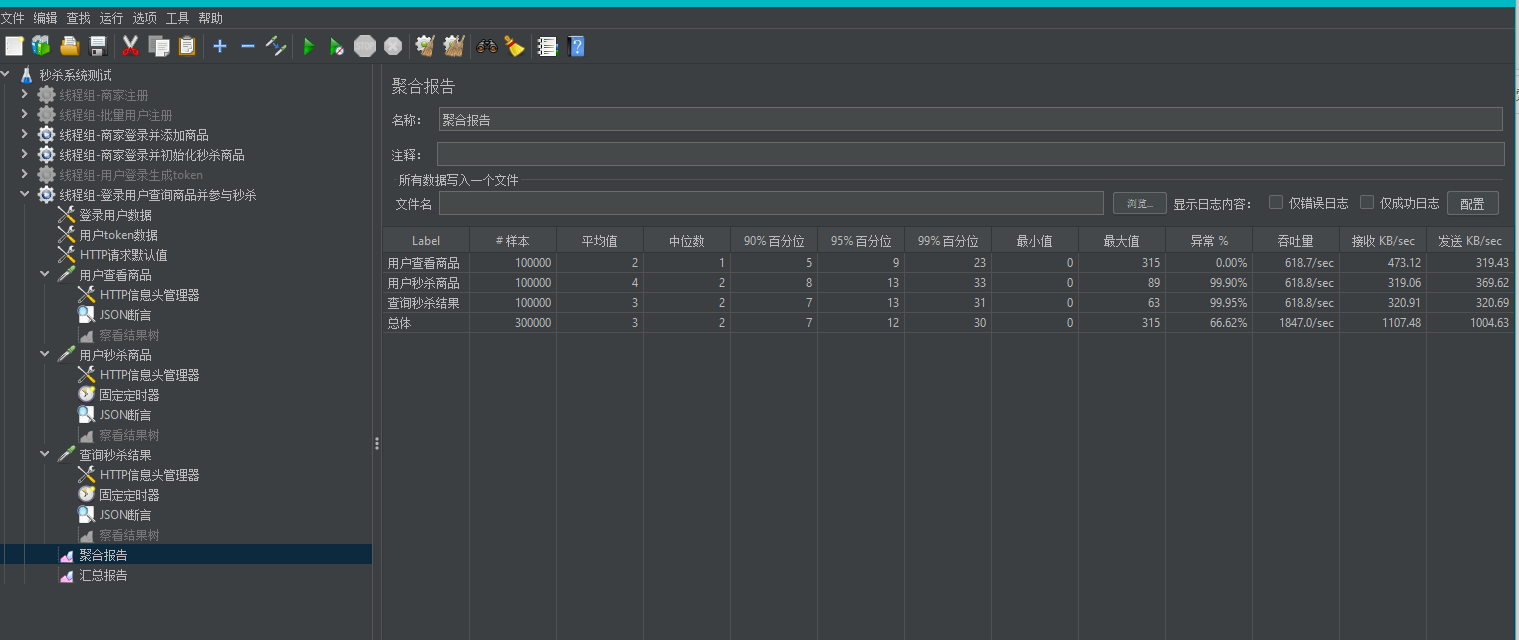 文件 编辑 查找 运行 选项 工具 帮助
秒杀系统测试
线程组-商家注册
线程组-批量用户注册
线程组-商家登录并添加商品
线程组-商家登录并初始化秒杀商品
线程组-用户登录生成token
线程组-登录用户查询商品并参与秒杀
登录用户数据
用户token数据
HTTP请求默认值
用户查看商品
HTTP信息头管理器
JSON断言
察看结果树
用户秒杀商品
HTTP信息头管理器
固定定时器
JSON断言
察看结果树
查询秒杀结果
HTTP信息头管理器
固定定时器
JSON断言
察看结果树
聚合报告
汇总报告
聚合报告
名称: 聚合报告
注释:
所有数据写入一个文件
文件名 浏览... 显示日志内容: 仅错误日志 仅成功日志 配置
Label # 样本 平均值 中位数 90% 百分位 95% 百分位 99% 百分位 最小值 最大值 异常 % 吞吐量 接收 KB/sec 发送 KB/sec
用户查看商品 100000 2 1 5 9 23 0 315 0.00% 618.7/sec 473.12 319.43
用户秒杀商品 100000 4 2 8 13 33 0 89 99.90% 618.8/sec 319.06 369.62
查询秒杀结果 100000 3 2 7 13 31 0 63 99.95% 618.8/sec 320.91 320.69
总体 300000 3 2 7 12 30 0 315 66.62% 1847.0/sec 1107.48 1004.63